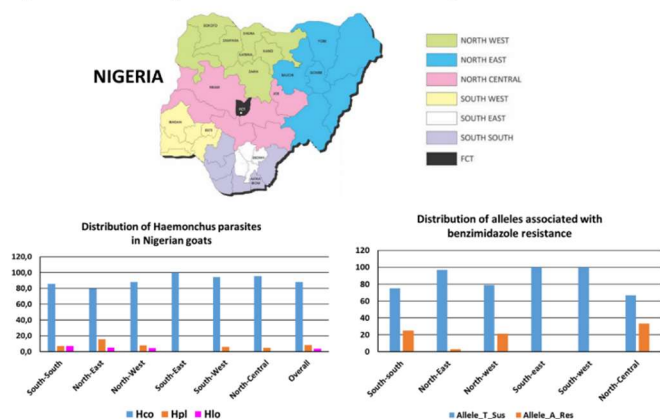 NIGERIA
NORTH WEST
NORTH EAST
NORTH CENTRAL
SOUTH WEST
SOUTH EAST
SOUTH SOUTH
FCT
Distribution of Haemonchus parasites
in Nigerian goats
120,0
100,0
80,0
60,0
40,0
20,0
0,0
South-South
North-East
North-West
South-East
South-West
North-Central
Overall
Hco
Hpl
Hlo
Distribution of alleles associated with
benzimidazole resistance
120
100
80
60
40
20
0
South-south
North-East
North-west
South-east
South-west
North-Central
Allele_T_Sus
Allele_A_Res